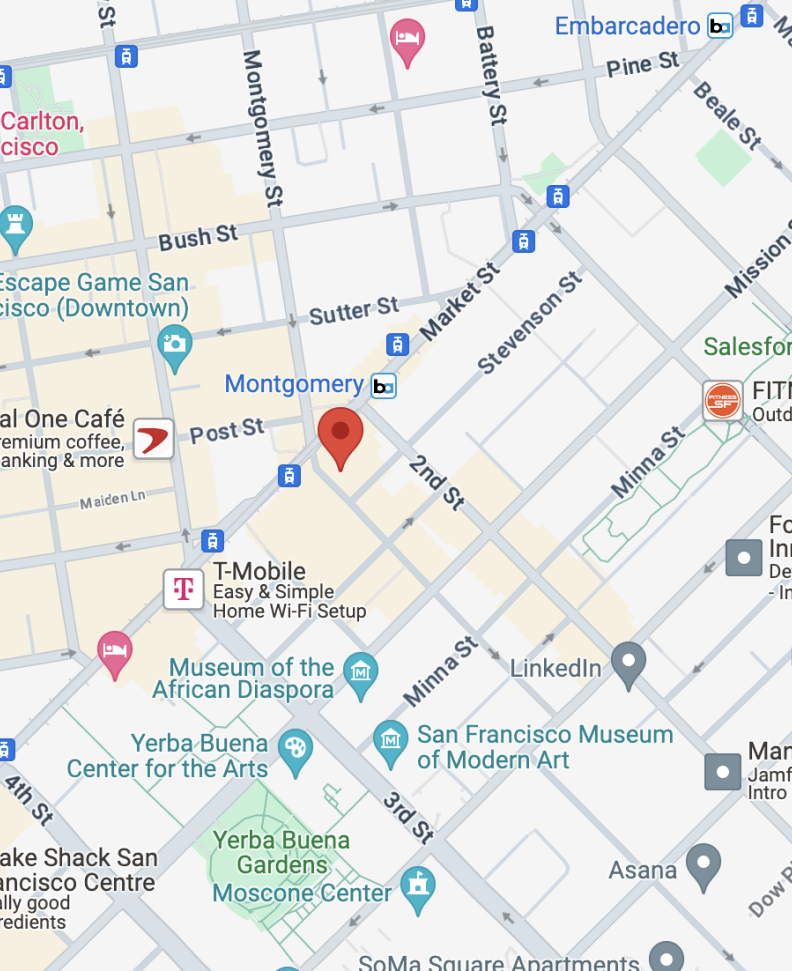 St
Embarcadero
Ma
Battery St
Pine St
Montgomery St
Beale St
Carlton,
cisco
Bush St
Mission S
Escape Game San
cisco (Downtown)
Sutter St
Market St
Stevenson St
Salesfor
Montgomery
FITN
Outd
al One Café
remium coffee,
anking & more
Post St
2nd St
Minna St
Maiden Ln
Fo
Inn
De
- In
T-Mobile
Easy & Simple
Home Wi-Fi Setup
Museum of the
African Diaspora
Minna St
LinkedIn
San Francisco Museum
of Modern Art
Yerba Buena
Center for the Arts
Man
Jamf
Intro
4th St
3rd St
Yerba Buena
Gardens
ake Shack San
ancisco Centre
ally good
redients
Asana
Moscone Center
Dow Pl
SoMa Square Apartments